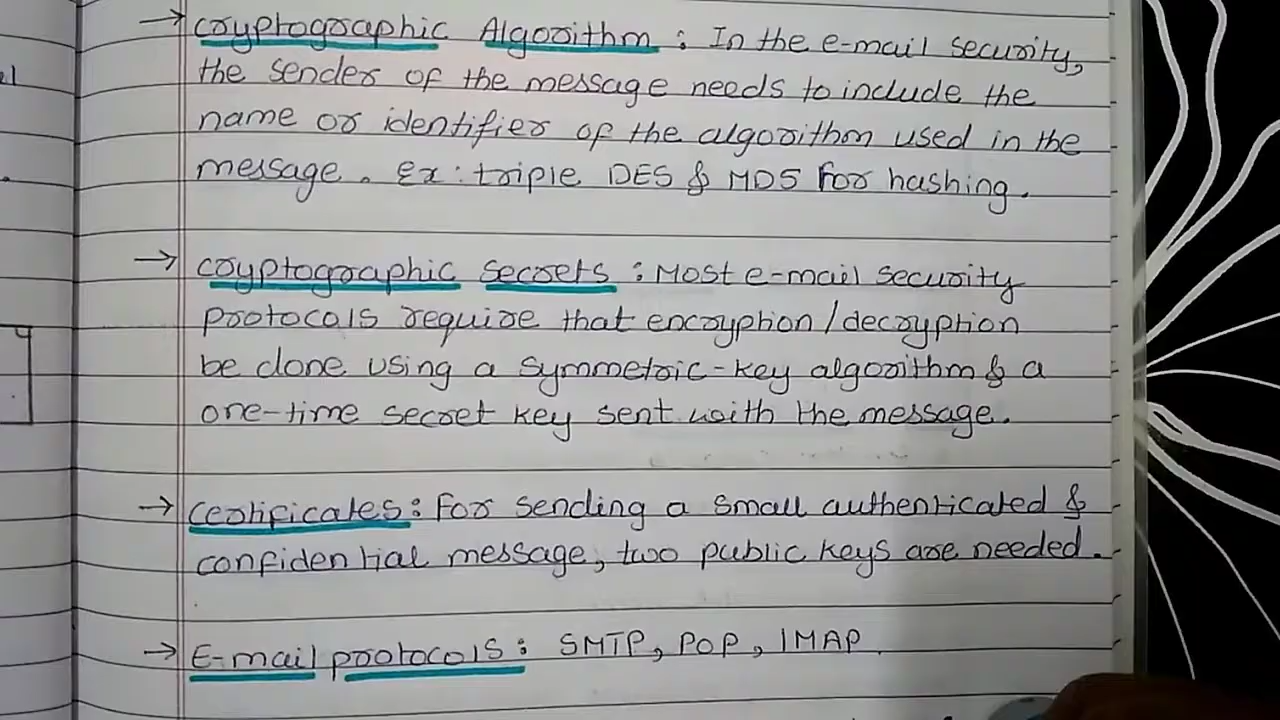 → Cryptographic Algorithm : In the e-mail security,
the sender of the message needs to include the
name or identifier of the algorithm used in the
message. Ex : triple DES & MD5 for hashing.
→ cryptographic secrets : Most e-mail security
protocols require that encryption/decryption
be done using a symmetric-key algorithm & a
one-time secret key sent with the message.
→ certificates : For sending a small authenticated &
confidential message, two public keys are needed.
→ E-mail protocols : SMTP, POP, IMAP.